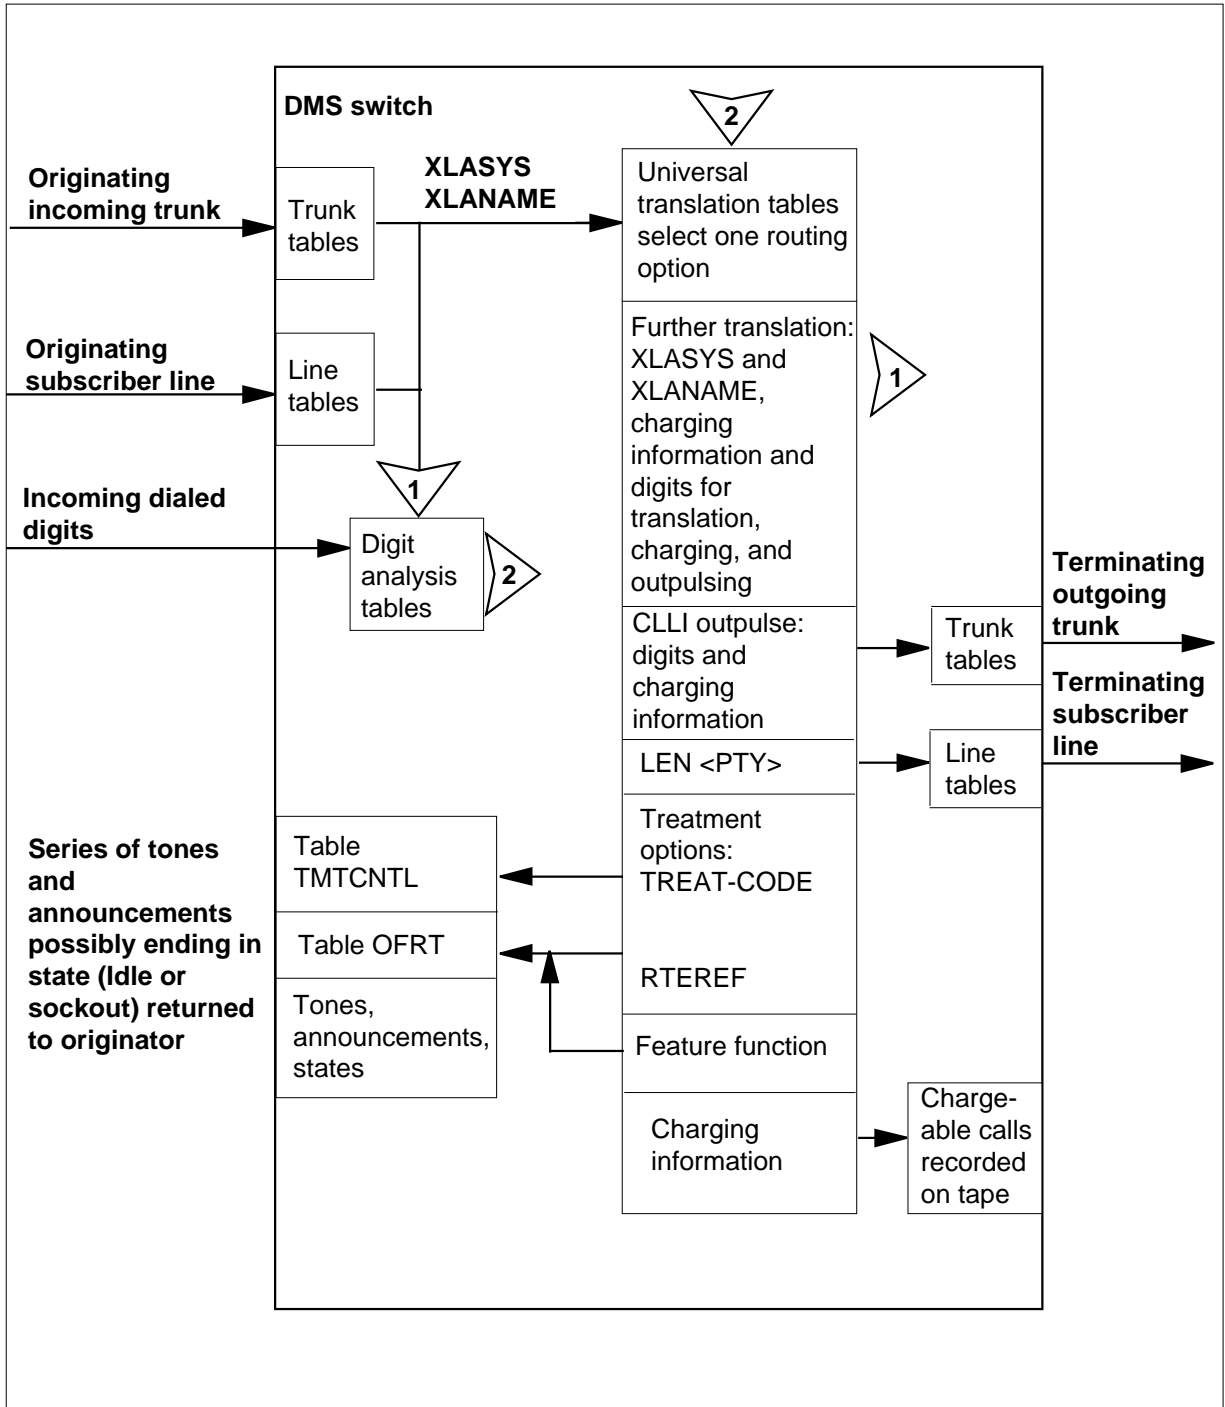 DMS switch
2
XLASYS
XLANAME
Originating
incoming trunk
Trunk
tables
Universal
translation tables
select one routing
option
Originating
subscriber line
Line
tables
Further translation:
XLASYS and
XLANAME,
charging
information and
digits for
translation,
charging, and
outpulsing
1
1
Incoming dialed
digits
Digit
analysis
tables
2
CLLI outpulse:
digits and
charging
information
Trunk
tables
Terminating
outgoing
trunk
LEN <PTY>
Line
tables
Terminating
subscriber
line
Series of tones
and
announcements
possibly ending in
state (Idle or
sockout) returned
to originator
Table
TMTCNTL
Table OFRT
Tones,
announcements,
states
Treatment
options:
TREAT-CODE
RTEREF
Feature function
Charging
information
Charge-
able calls
recorded
on tape